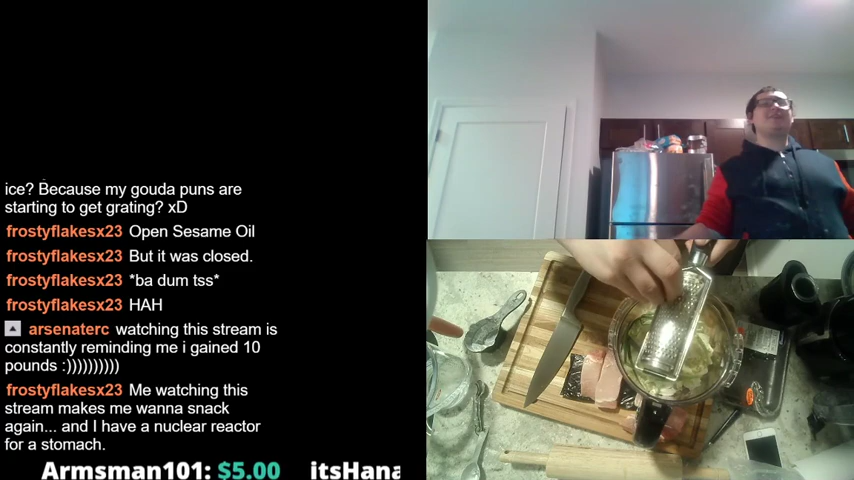 ice? Because my gouda puns are
starting to get grating? xD
frostyflakesx23 Open Sesame Oil
frostyflakesx23 But it was closed.
frostyflakesx23 *ba dum tss*
frostyflakesx23 HAH
arsenaterc watching this stream is
constantly reminding me i gained 10
pounds :))))))))))
frostyflakesx23 Me watching this
stream makes me wanna snack
again... and I have a nuclear reactor
for a stomach.
Armsman101: $5.00 itsHana